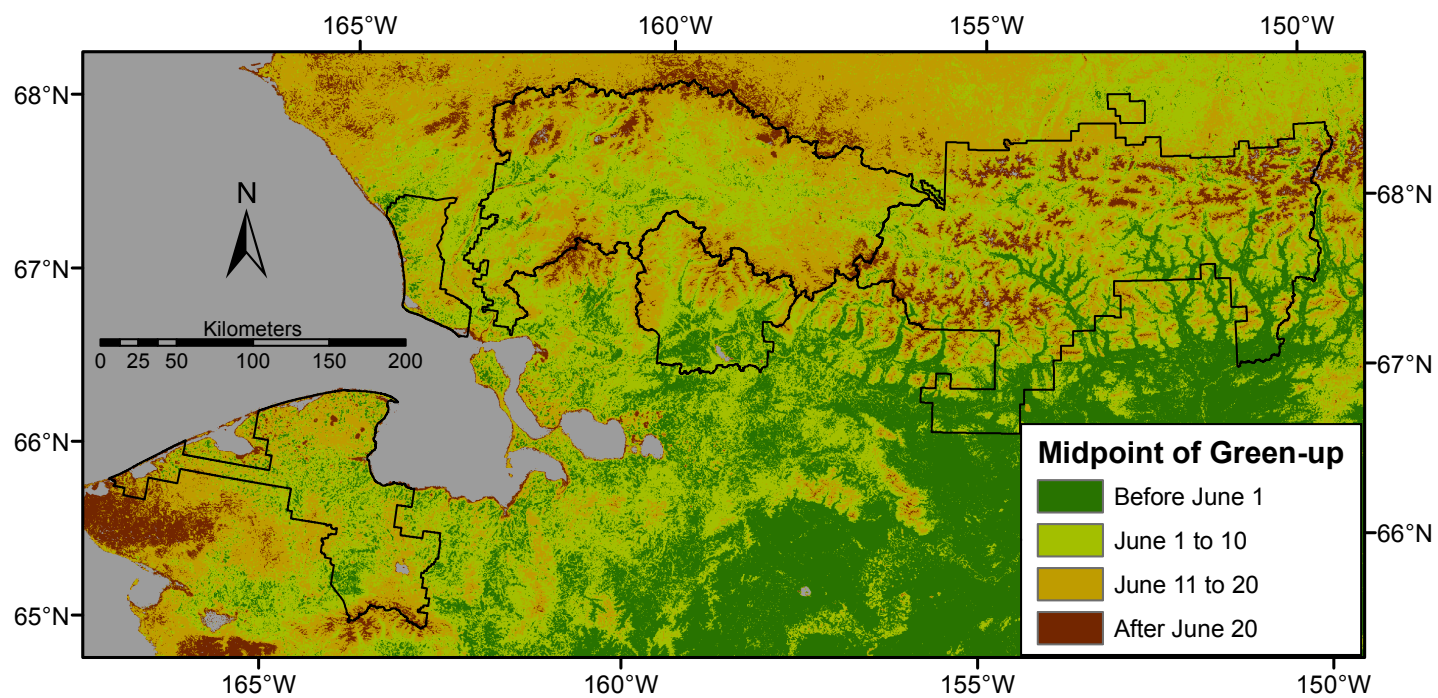 165°W 160°W 155°W 150°W
68°N
68°N
N
67°N
Kilometers
0 25 50 100 150 200
67°N
66°N
Midpoint of Green-up
Before June 1
66°N
June 1 to 10
June 11 to 20
65°N
After June 20
165°W 160°W 155°W 150°W